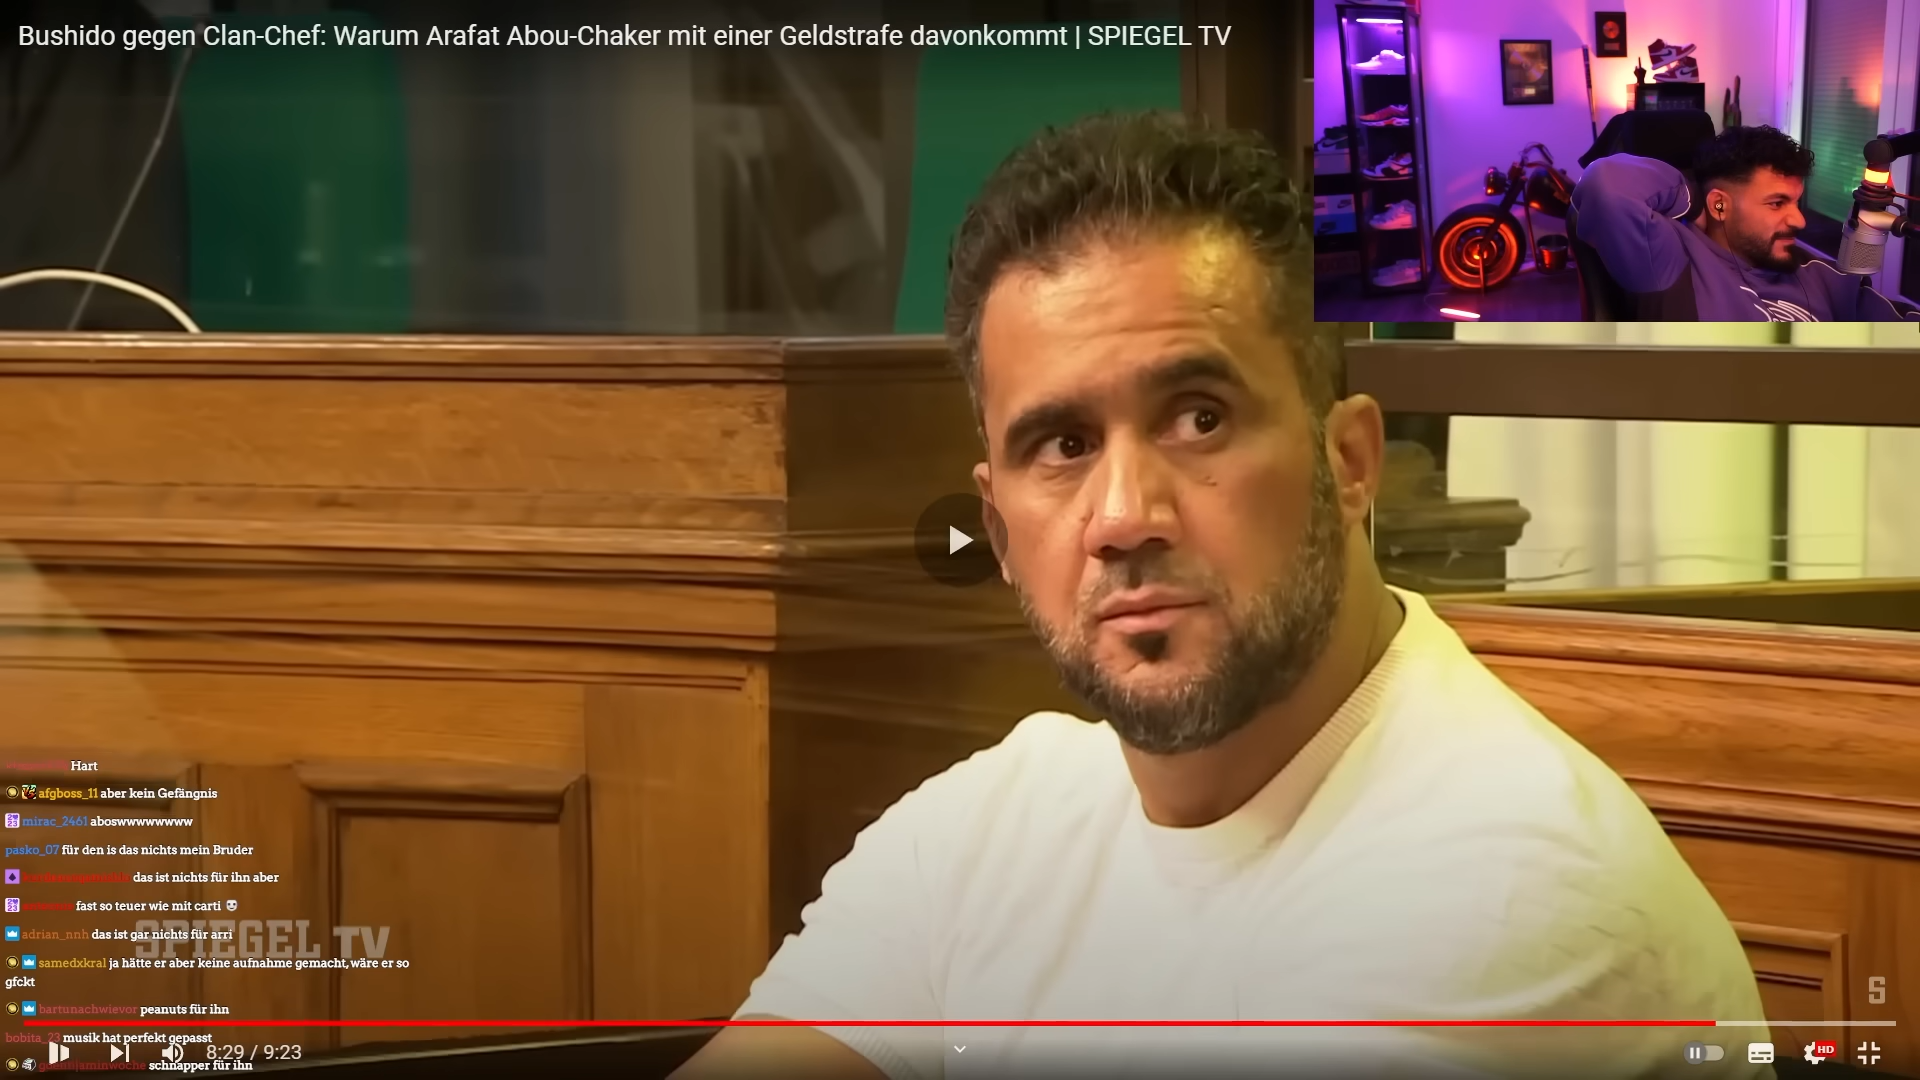 Bushido gegen Clan-Chef: Warum Arafat Abou-Chaker mit einer Geldstrafe davonkommt | SPIEGEL TV
Hart
afgboss_11 aber kein Gefängnis
mirac_2461 aboswwwwwwww
pasko_07 für den is das nichts mein Bruder
das ist nichts für ihn aber
fast so teuer wie mit carti
adrian_nnh das ist gar nichts für arri
SPIEGEL TV
samedxkral ja hätte er aber keine aufnahme gemacht,wäre er so
gfckt
bartunachwievor peanuts für ihn
S
bobita_23 musik hat perfekt gepasst
8:29 / 9:23
HD
schnapper für ihn